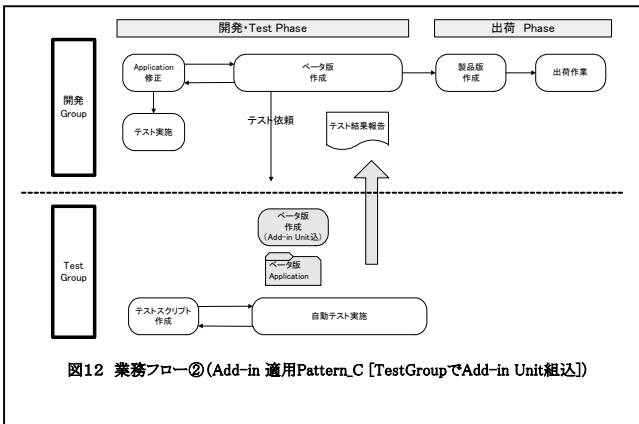 開発・Test Phase
出荷 Phase
開発
Group
Application
修正
ベータ版
作成
製品版
作成
出荷作業
テスト実施
テスト依頼
テスト結果報告
Test
Group
ベータ版
作成
(Add-in Unit込)
ベータ版
Application
テストスクリプト
作成
自動テスト実施
図12 業務フロー②(Add-in 適用Pattern_C [TestGroupでAdd-in Unit組込])